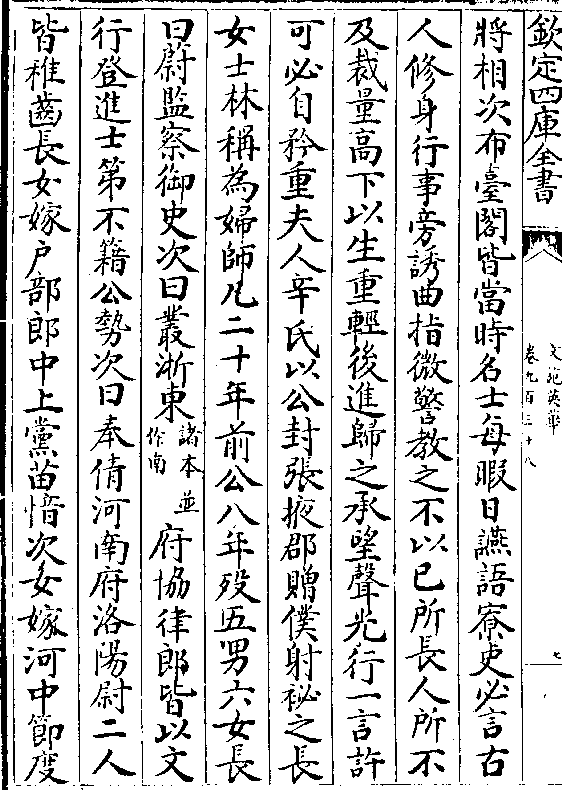 欽定四庫全書
文苑英華
卷九百三十八
七
將相次布臺閣皆當時名士每暇日讌語寮吏必言古
人修身行事旁誘曲指微警教之不以已所長人所不
及裁量高下以生重輕後進歸之承望聲光行一言許
可必自矜重夫人辛氏以公封張掖郡贈僕射祕之長
女士林稱為婦師凡二十年前公八年歿五男六女長
曰尉監察御史次曰叢浙東諸本並作南府協律郎皆以文
行登進士第不籍公勢次曰奉倩河南府洛陽尉二人
皆稚齒長女嫁戶部郎中上黨苗愔次女嫁河中節度